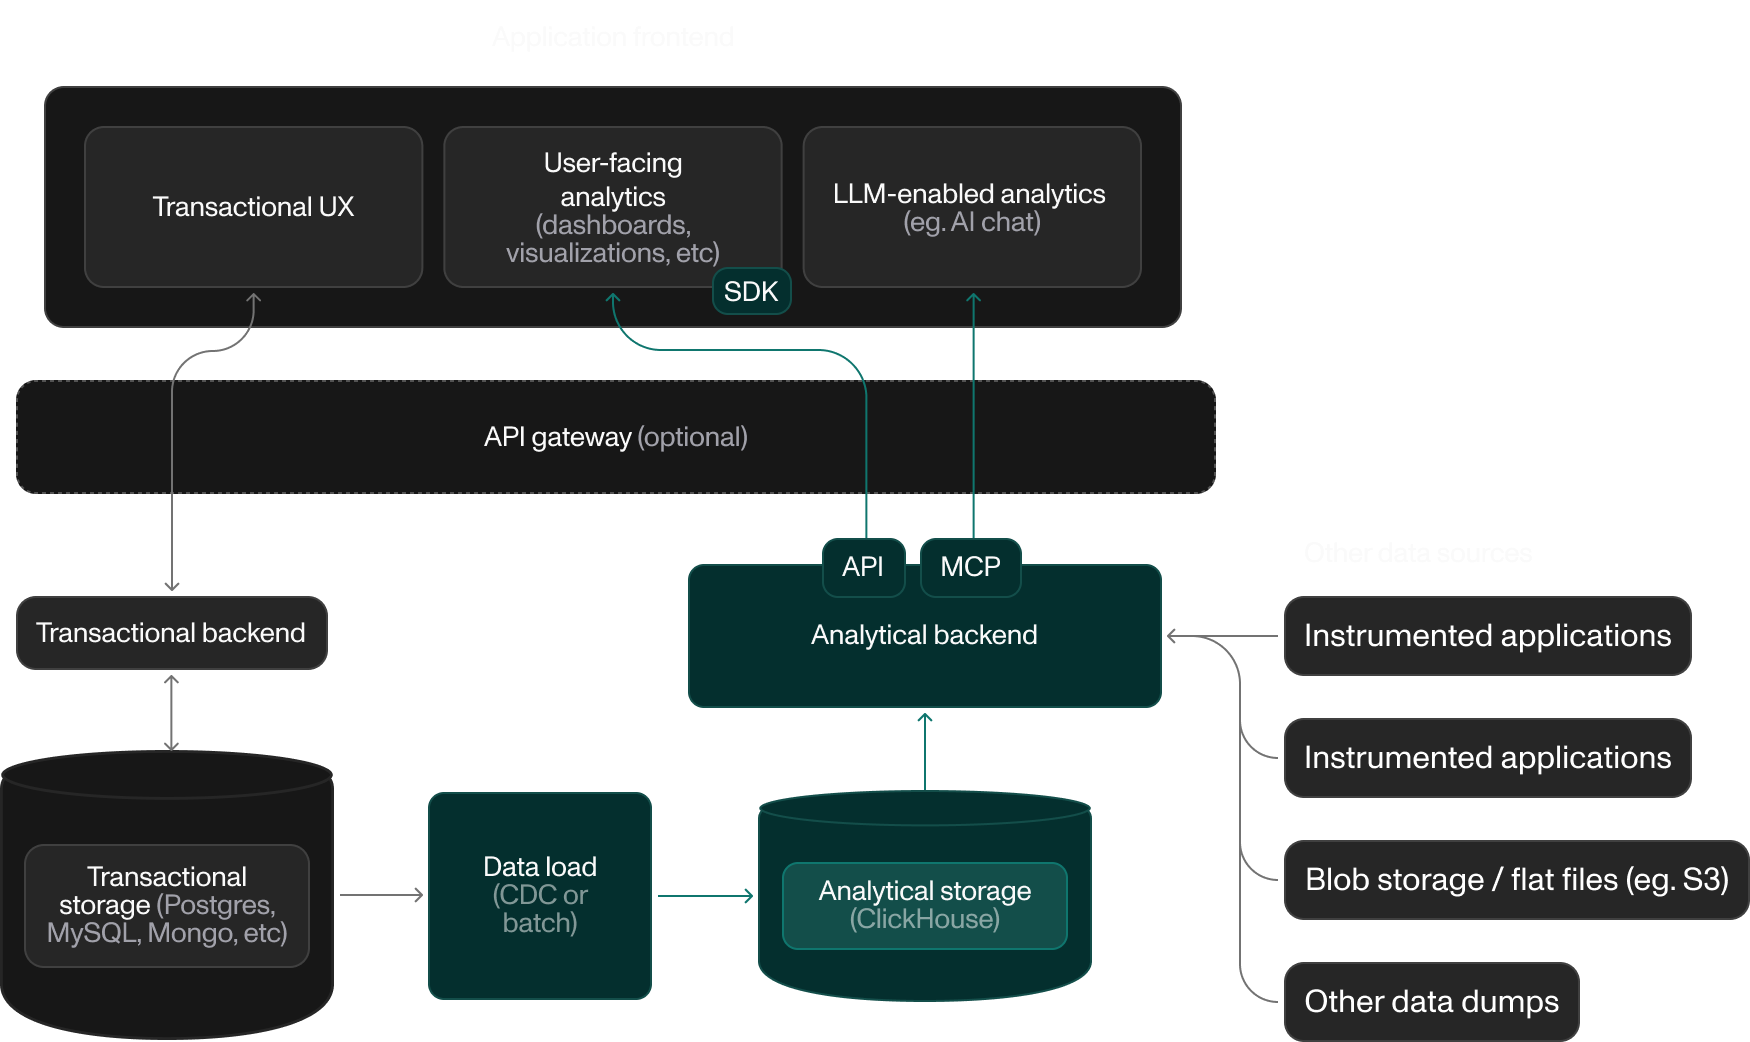 Application frontend
Transactional UX
User-facing
analytics
(dashboards,
visualizations, etc)
SDK
LLM-enabled analytics
(eg. AI chat)
API gateway (optional)
API
MCP
Analytical backend
Transactional backend
Other data sources
Instrumented applications
Instrumented applications
Blob storage / flat files (eg. S3)
Other data dumps
Transactional
storage (Postgres,
MySQL, Mongo, etc)
Data load
(CDC or
batch)
Analytical storage
(ClickHouse)